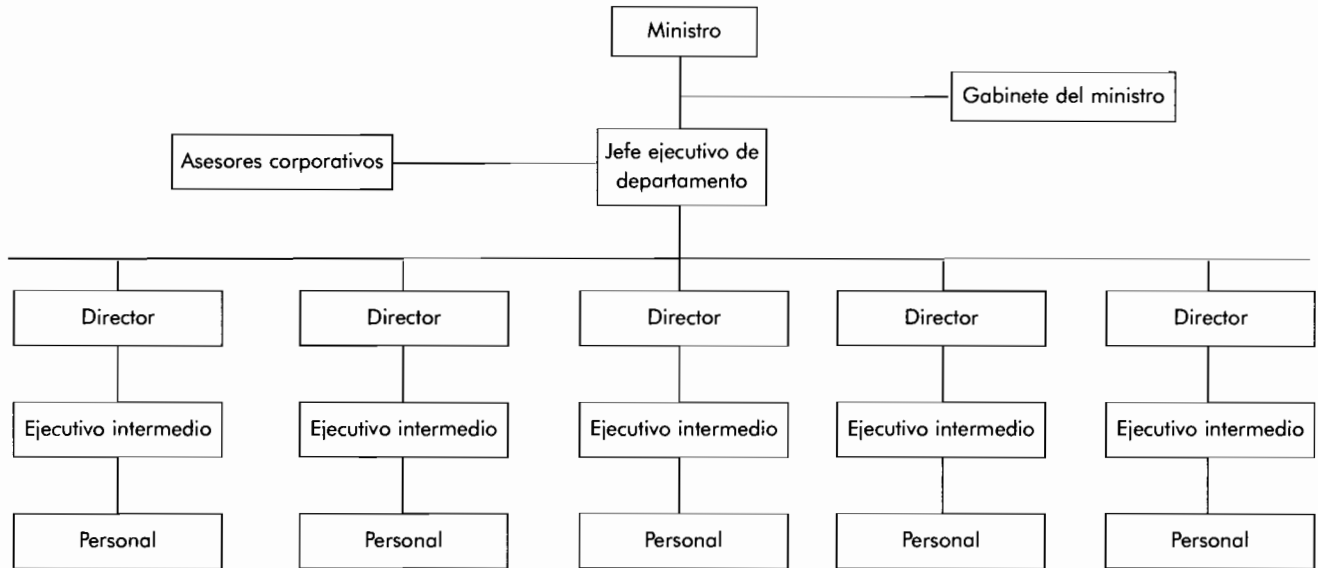 Ministro
Gabinete del ministro
Asesores corporativos
Jefe ejecutivo de
departamento
Director
Director
Director
Director
Director
Ejecutivo intermedio
Ejecutivo intermedio
Ejecutivo intermedio
Ejecutivo intermedio
Ejecutivo intermedio
Personal
Personal
Personal
Personal
Personal